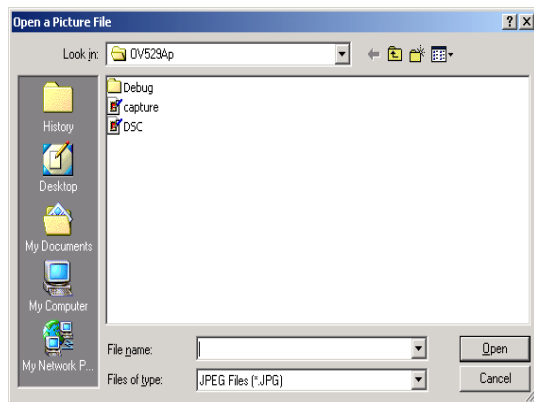 Open a Picture File
Look in: OV529Ap
Debug
capture
DSC
History
Desktop
My Documents
My Computer
My Network P...
File name:
Open
Files of type: JPEG Files (*.JPG)
Cancel